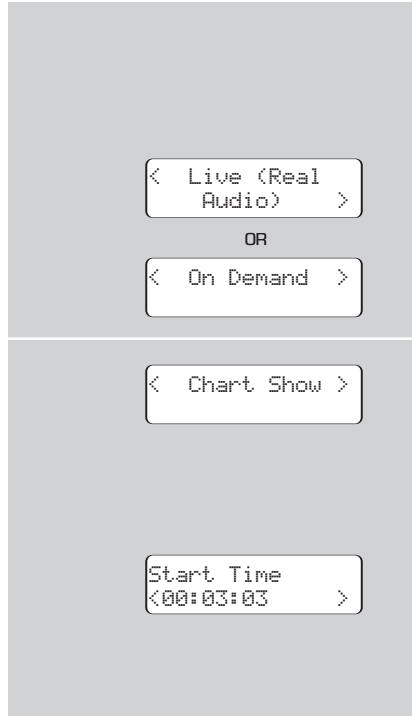 < Live (Real
Audio) >
OR
< On Demand >
< Chart Show >
Start Time
<00:03:03 >